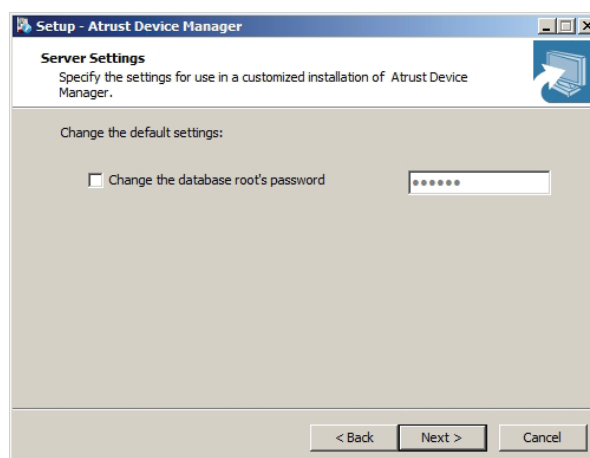 Setup - Atrust Device Manager
Server Settings
Specify the settings for use in a customized installation of Atrust Device
Manager.
Change the default settings:
Change the database root's password
< Back
Next >
Cancel